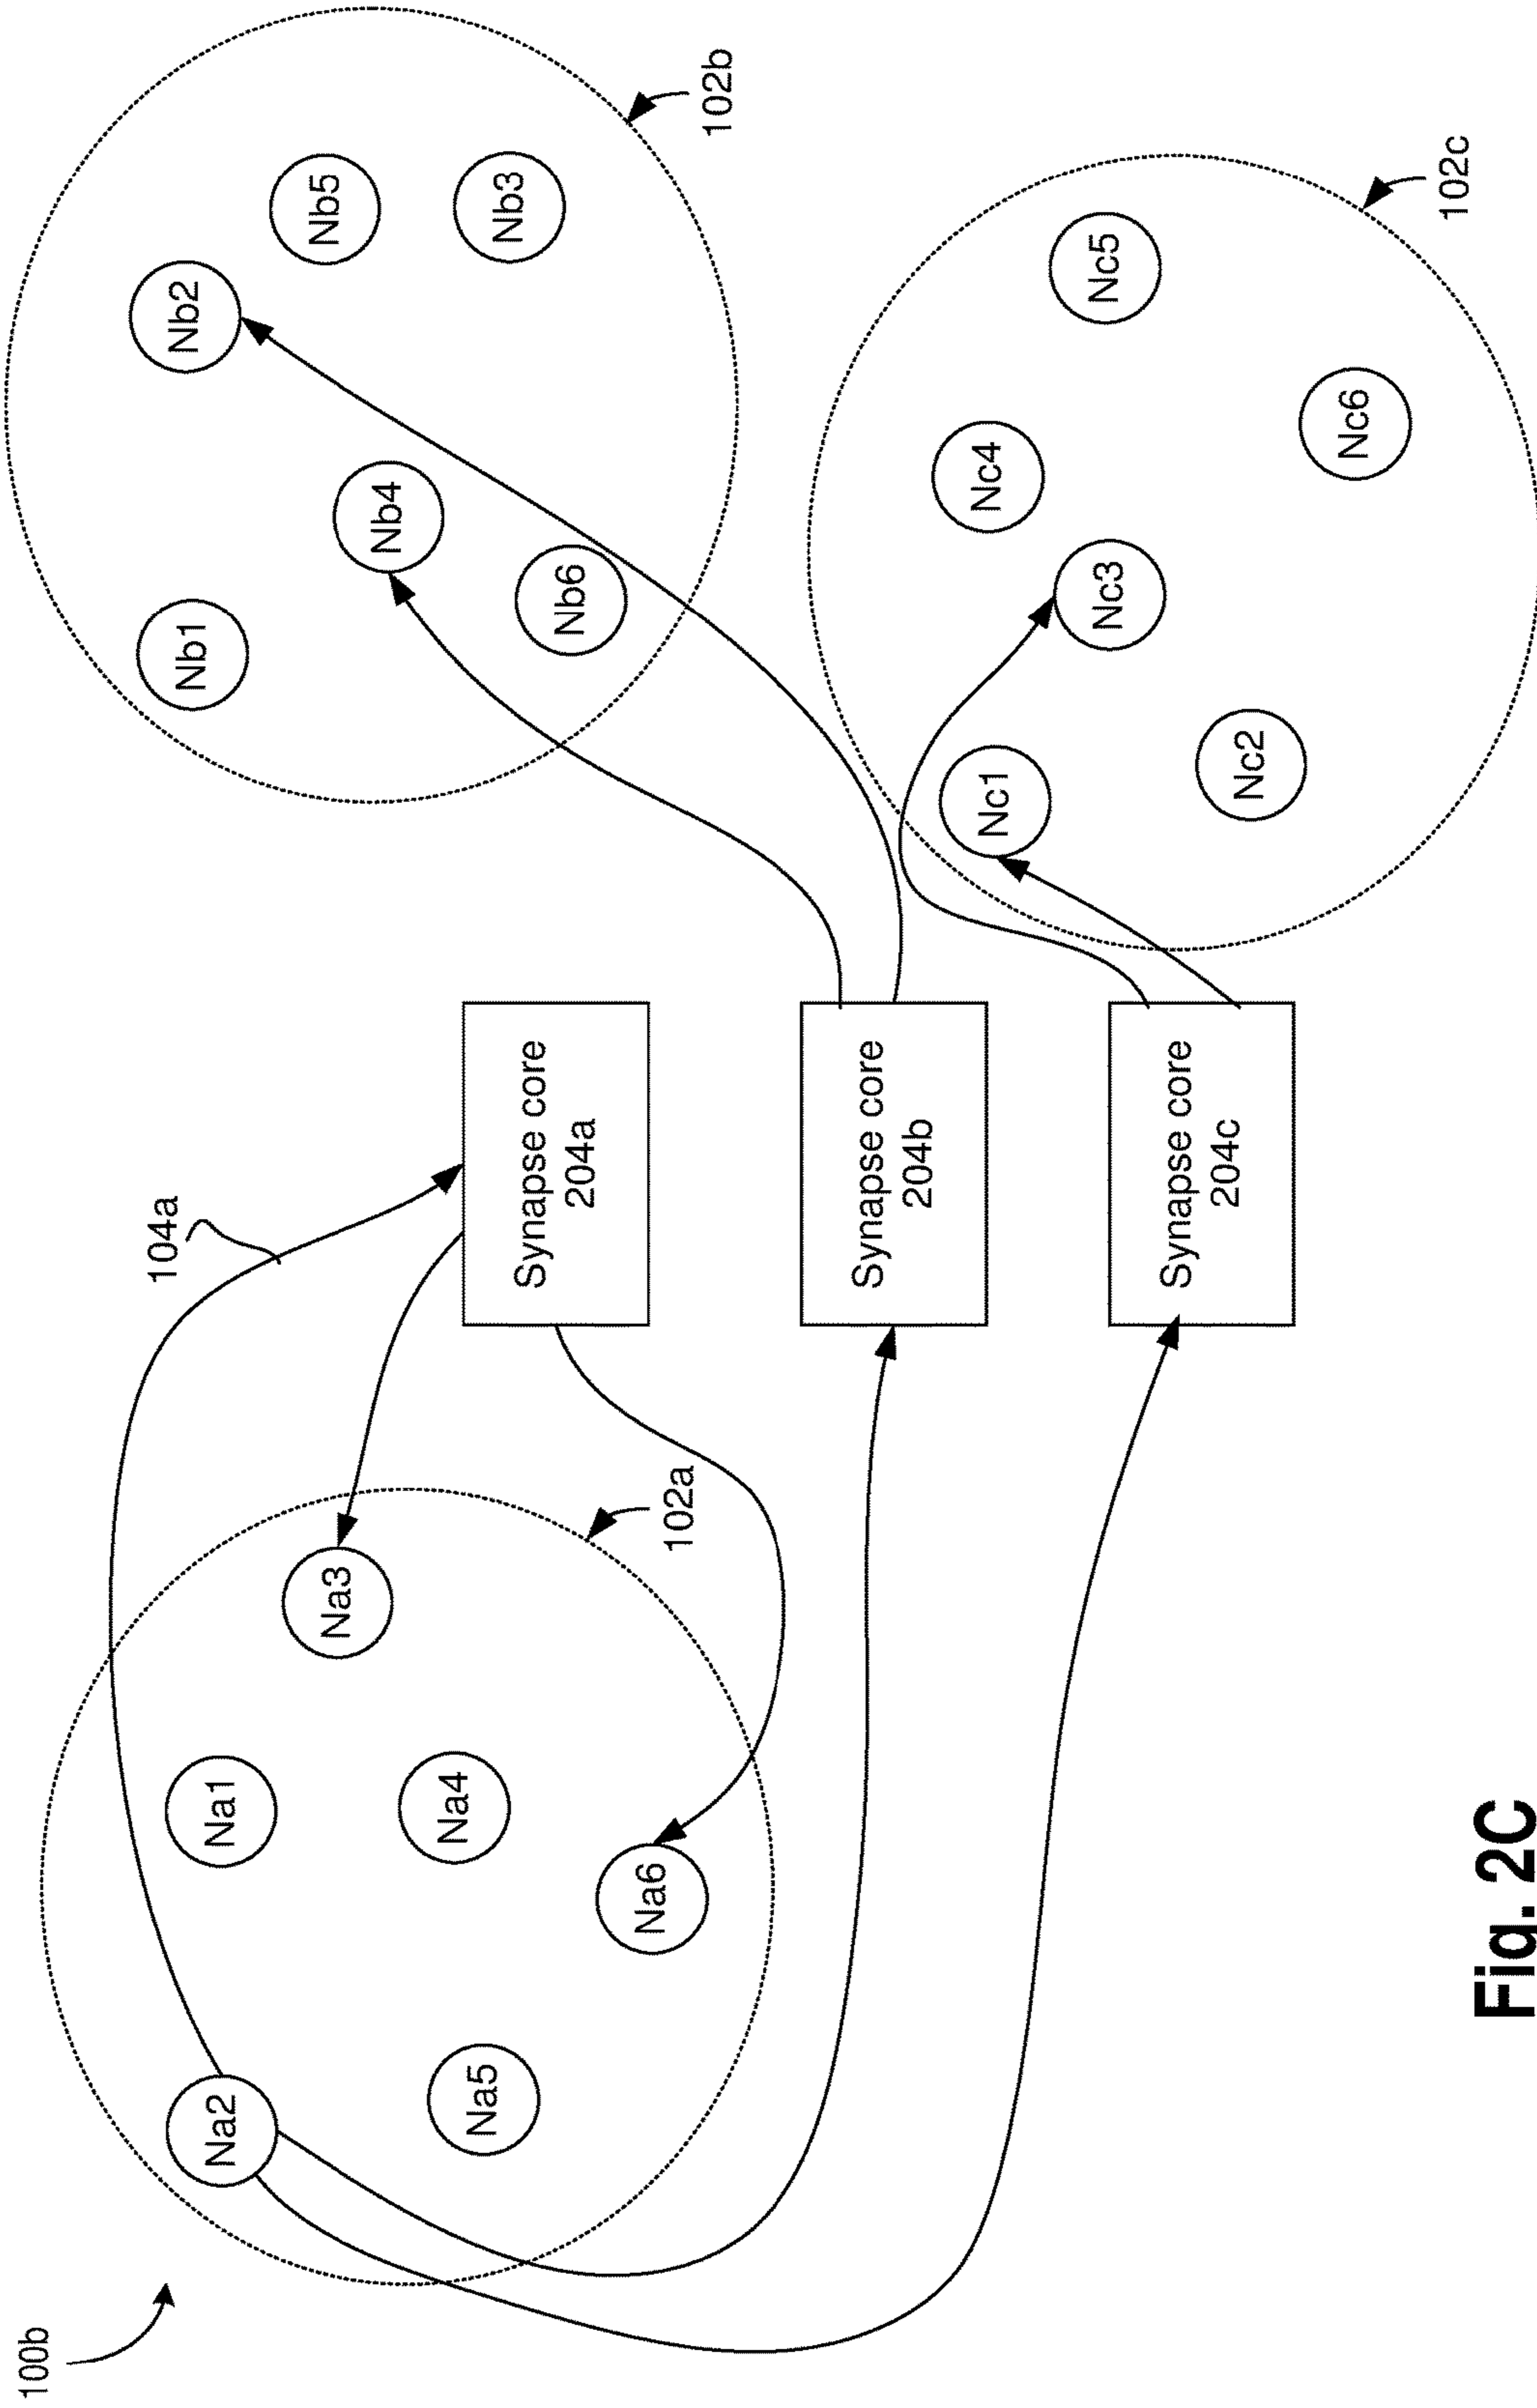 100b
104a
Na2
Na1
Na3
Na5
Na4
Na6
102a
Synapse core
204a
Synapse core
204b
Synapse core
204c
Nb1
Nb2
Nb4
Nb5
Nb6
Nb3
102b
Nc1
Nc4
Nc3
Nc5
Nc2
Nc6
102c
Fig. 2C